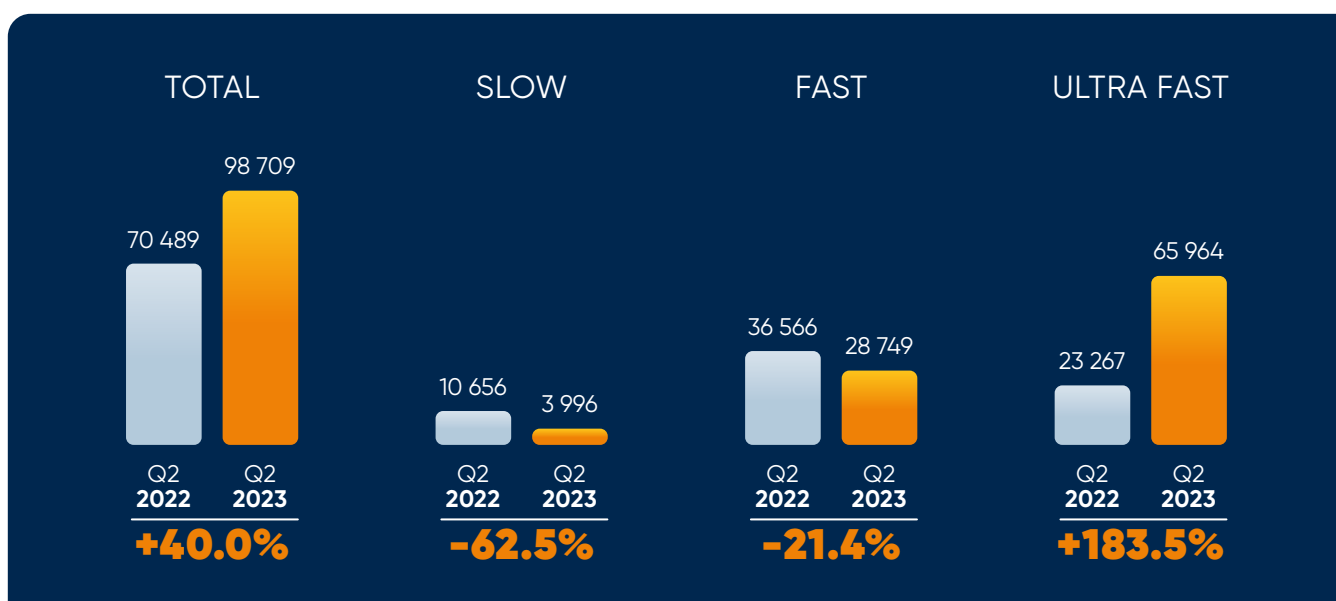 TOTAL
98 709
70 489
Q2 Q2
2022 2023
+40.0%
SLOW
10 656
3 996
Q2 Q2
2022 2023
-62.5%
FAST
36 566
28 749
Q2 Q2
2022 2023
-21.4%
ULTRA FAST
65 964
23 267
Q2 Q2
2022 2023
+183.5%